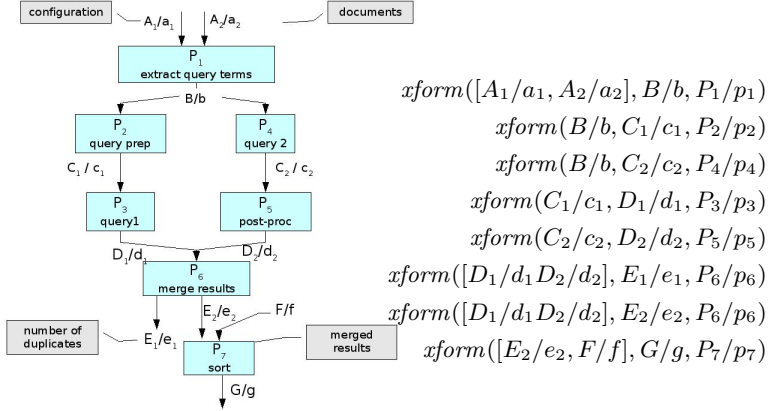 configuration
documents
A₁/a₁
A₂/a₂
P₁
extract query terms
B/b
P₂
query prep
P₄
query 2
C₁ / c₁
C₂ / c₂
P₃
query1
P₅
post-proc
D₁/d₁
D₂/d₂
P₆
merge results
number of
duplicates
E₁/e₁
E₂/e₂
F/f
merged
results
P₇
sort
G/g
xform([A₁/a₁, A₂/a₂], B/b, P₁/p₁)
xform(B/b, C₁/c₁, P₂/p₂)
xform(B/b, C₂/c₂, P₄/p₄)
xform(C₁/c₁, D₁/d₁, P₃/p₃)
xform(C₂/c₂, D₂/d₂, P₅/p₅)
xform([D₁/d₁D₂/d₂], E₁/e₁, P₆/p₆)
xform([D₁/d₁D₂/d₂], E₂/e₂, P₆/p₆)
xform([E₂/e₂, F/f], G/g, P₇/p₇)